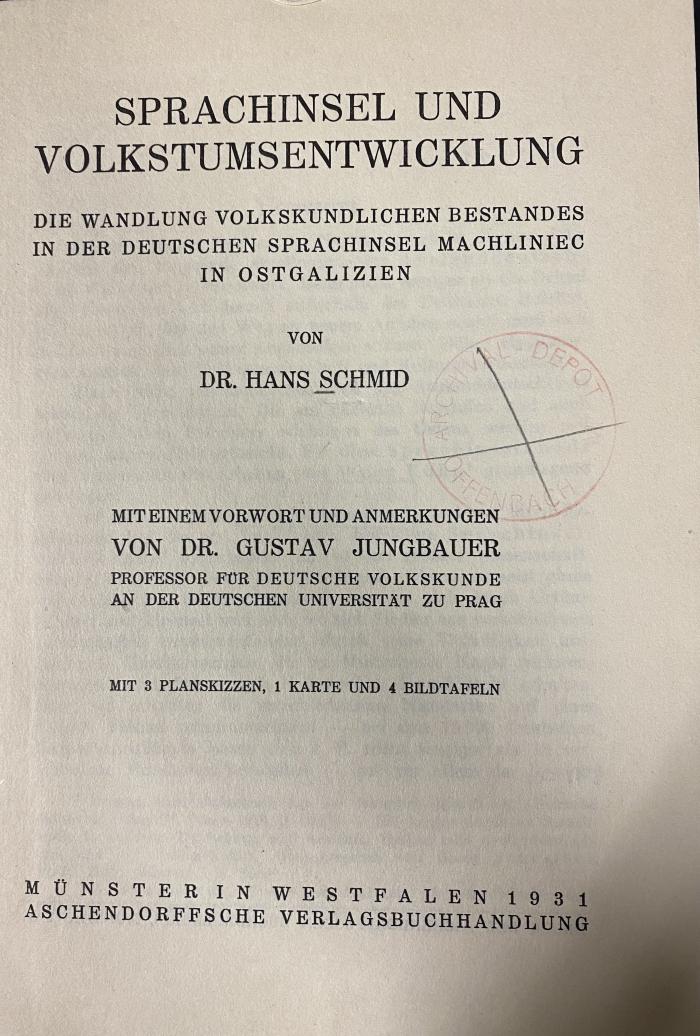 SPRACHINSEL UND
VOLKSTUMSENTWICKLUNG
DIE WANDLUNG VOLKSKUNDLICHEN BESTANDES
IN DER DEUTSCHEN SPRACHINSEL MACHLINIEC
IN OSTGALIZIEN
VON
DR. HANS SCHMID
ARCHIVAL DEPOT
OFFENBACH
MIT EINEM VORWORT UND ANMERKUNGEN
VON DR. GUSTAV JUNGBAUER
PROFESSOR FÜR DEUTSCHE VOLKSKUNDE
AN DER DEUTSCHEN UNIVERSITÄT ZU PRAG
MIT 3 PLANSKIZZEN, 1 KARTE UND 4 BILDTAFELN
MÜNSTER IN WESTFALEN 1931
ASCHENDORFFSCHE VERLAGSBUCHHANDLUNG